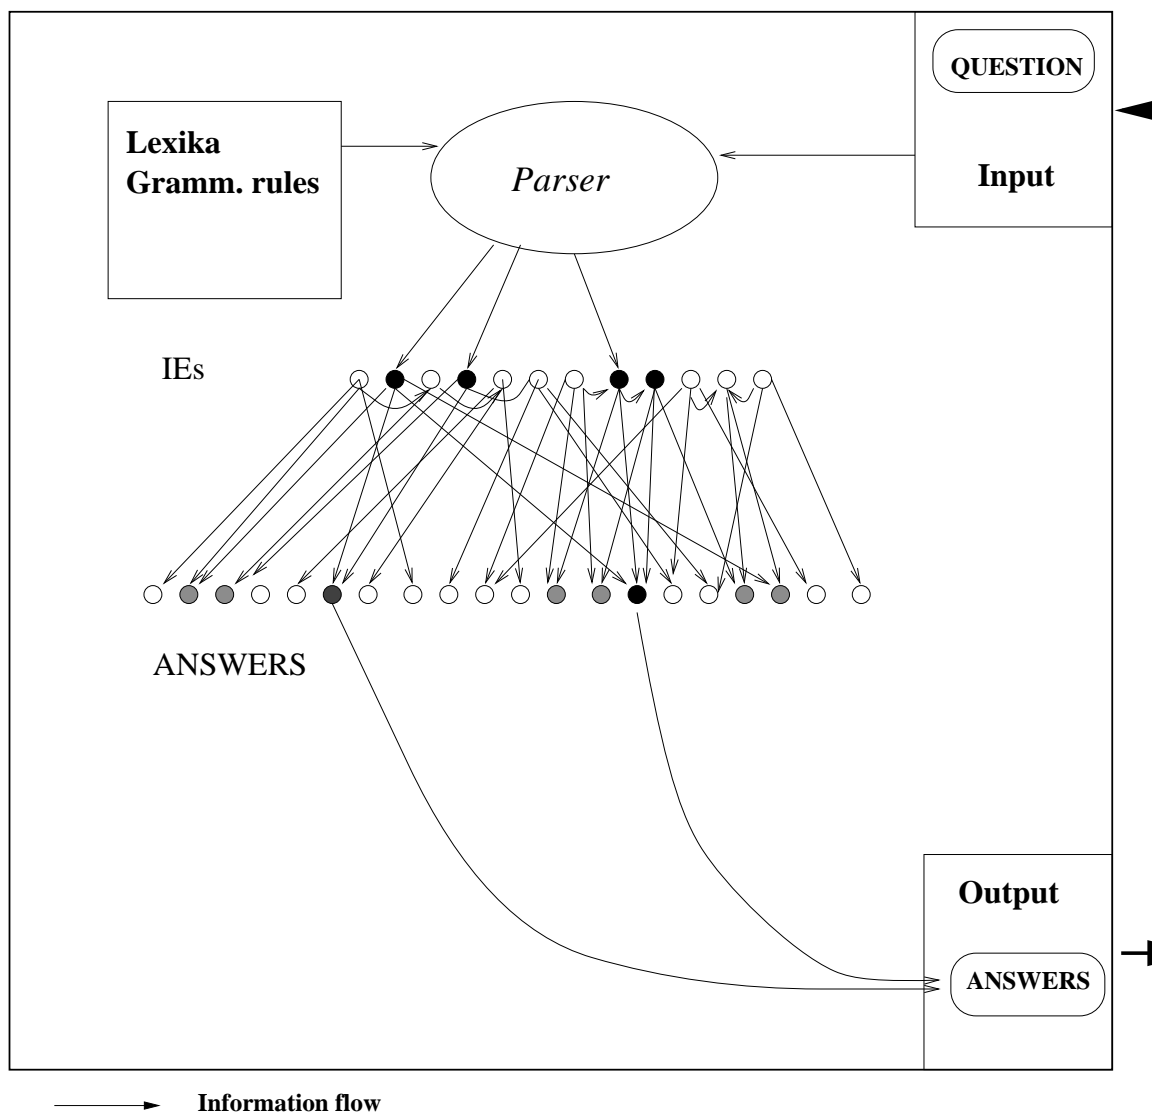 QUESTION
Lexika
Gramm. rules
Parser
Input
IEs
ANSWERS
Output
ANSWERS
Information flow